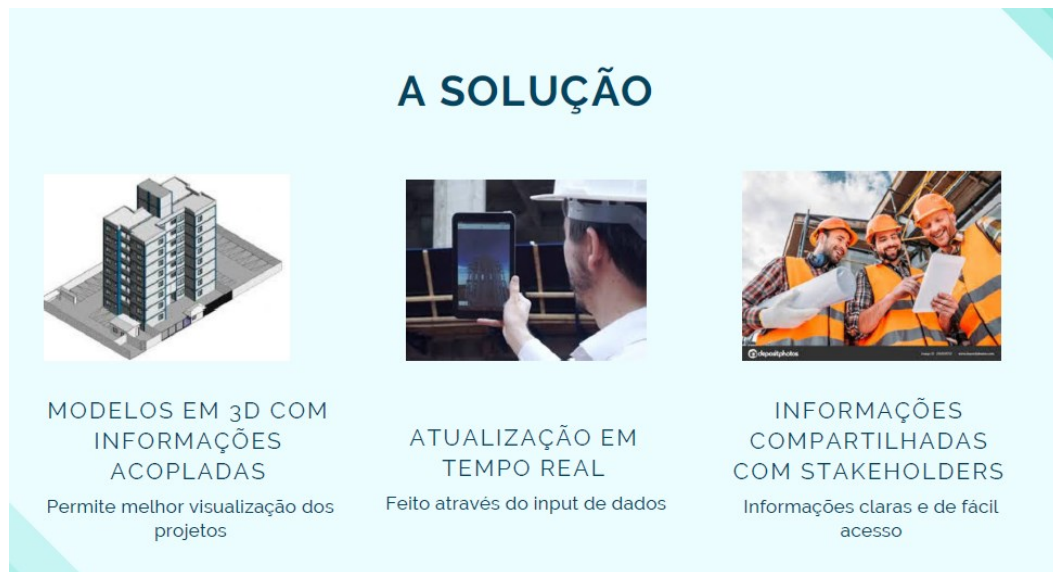 A SOLUÇÃO
MODELOS EM 3D COM
INFORMAÇÕES
ACOPLADAS
Permite melhor visualização dos
projetos
ATUALIZAÇÃO EM
TEMPO REAL
Feito através do input de dados
INFORMAÇÕES
COMPARTILHADAS
COM STAKEHOLDERS
Informações claras e de fácil
acesso
depositphotos